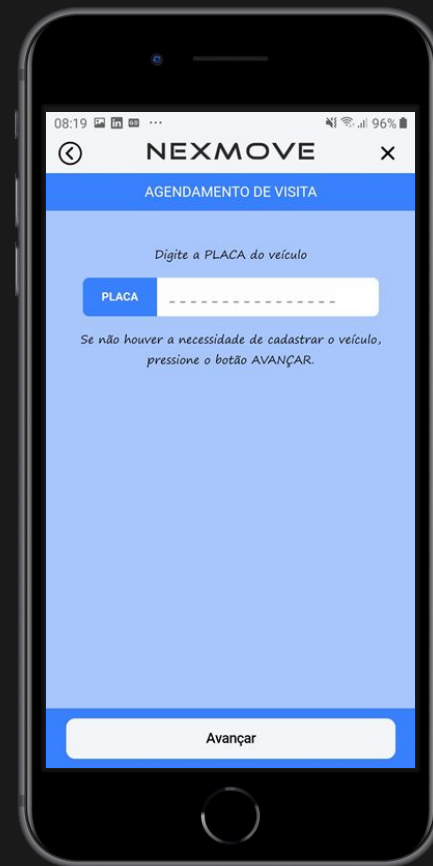 08:19 ... 96%
NEXMOVE
AGENDAMENTO DE VISITA
Digite a PLACA do veículo
PLACA ________________
Se não houver a necessidade de cadastrar o veículo,
pressione o botão AVANÇAR.
Avançar